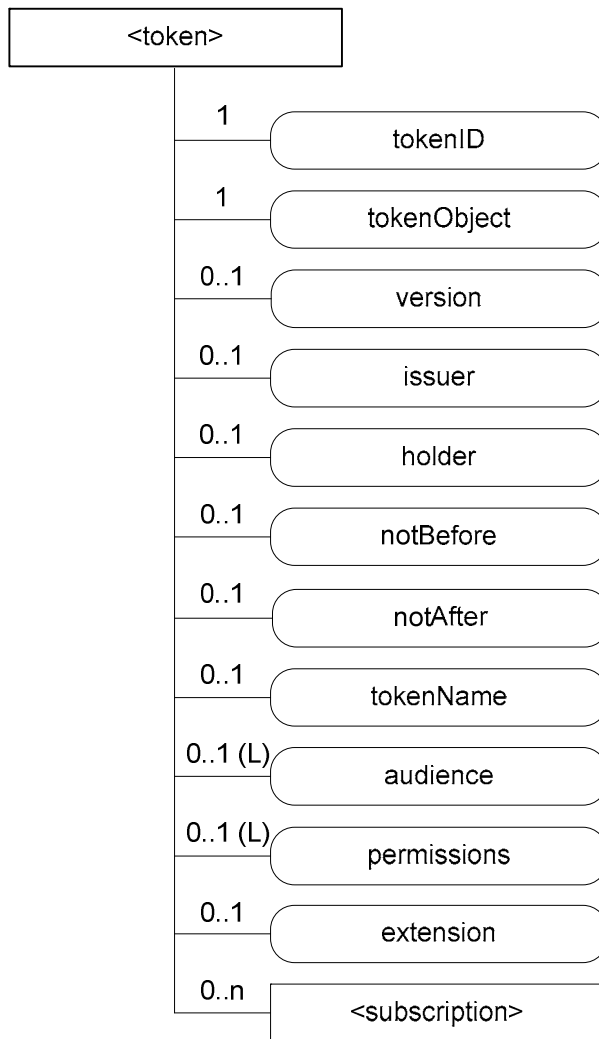 <token>
1
tokenID
1
tokenObject
0..1
version
0..1
issuer
0..1
holder
0..1
notBefore
0..1
notAfter
0..1
tokenName
0..1 (L)
audience
0..1 (L)
permissions
0..1
extension
0..n
<subscription>